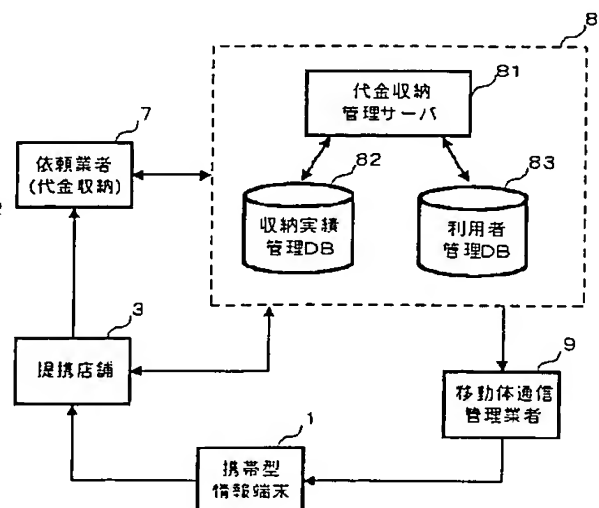 8
81
代金収納
管理サーバ
7
依頼業者
(代金収納)
82
収納実績
管理DB
83
利用者
管理DB
3
提携店舗
9
移動体通信
管理業者
1
携帯型
情報端末